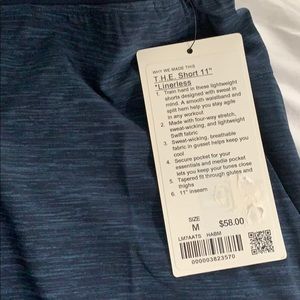 WHY WE MADE THIS
T.H.E. Short 11"
*Linerless
1. Train hard in these lightweight
shorts designed with sweat in
mind. A smooth waistband and
split hem help you stay agile
in any workout
2. Made with four-way stretch,
sweat-wicking, and lightweight
Swift fabric
3. Sweat-wicking, breathable
fabric in gusset helps keep you
cool
4. Secure pocket for your
essentials and media pocket
lets you keep your tunes close
5. Tapered fit through glutes and
thighs
6. 11" inseam
SIZE
M $58.00
LM7AATS HABM
000003823570